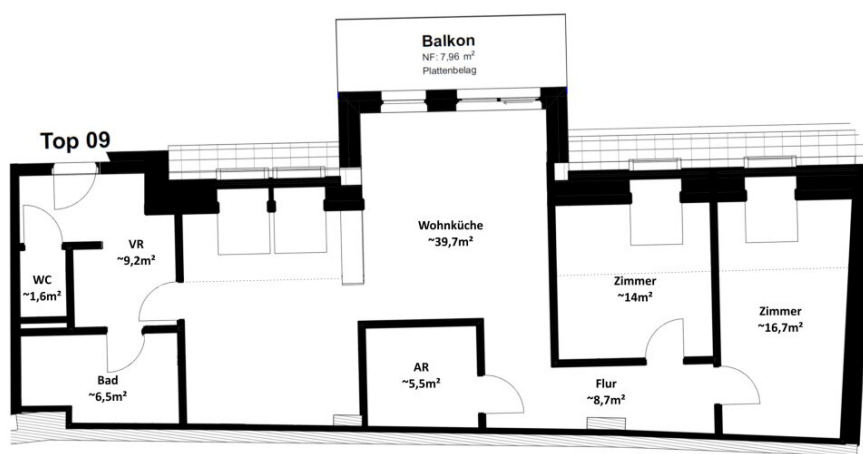 Balkon
NF: 7,96 m²
Plattenbelag
Top 09
VR
~9,2m²
WC
~1,6m²
Bad
~6,5m²
Wohnküche
~39,7m²
AR
~5,5m²
Zimmer
~14m²
Zimmer
~16,7m²
Flur
~8,7m²